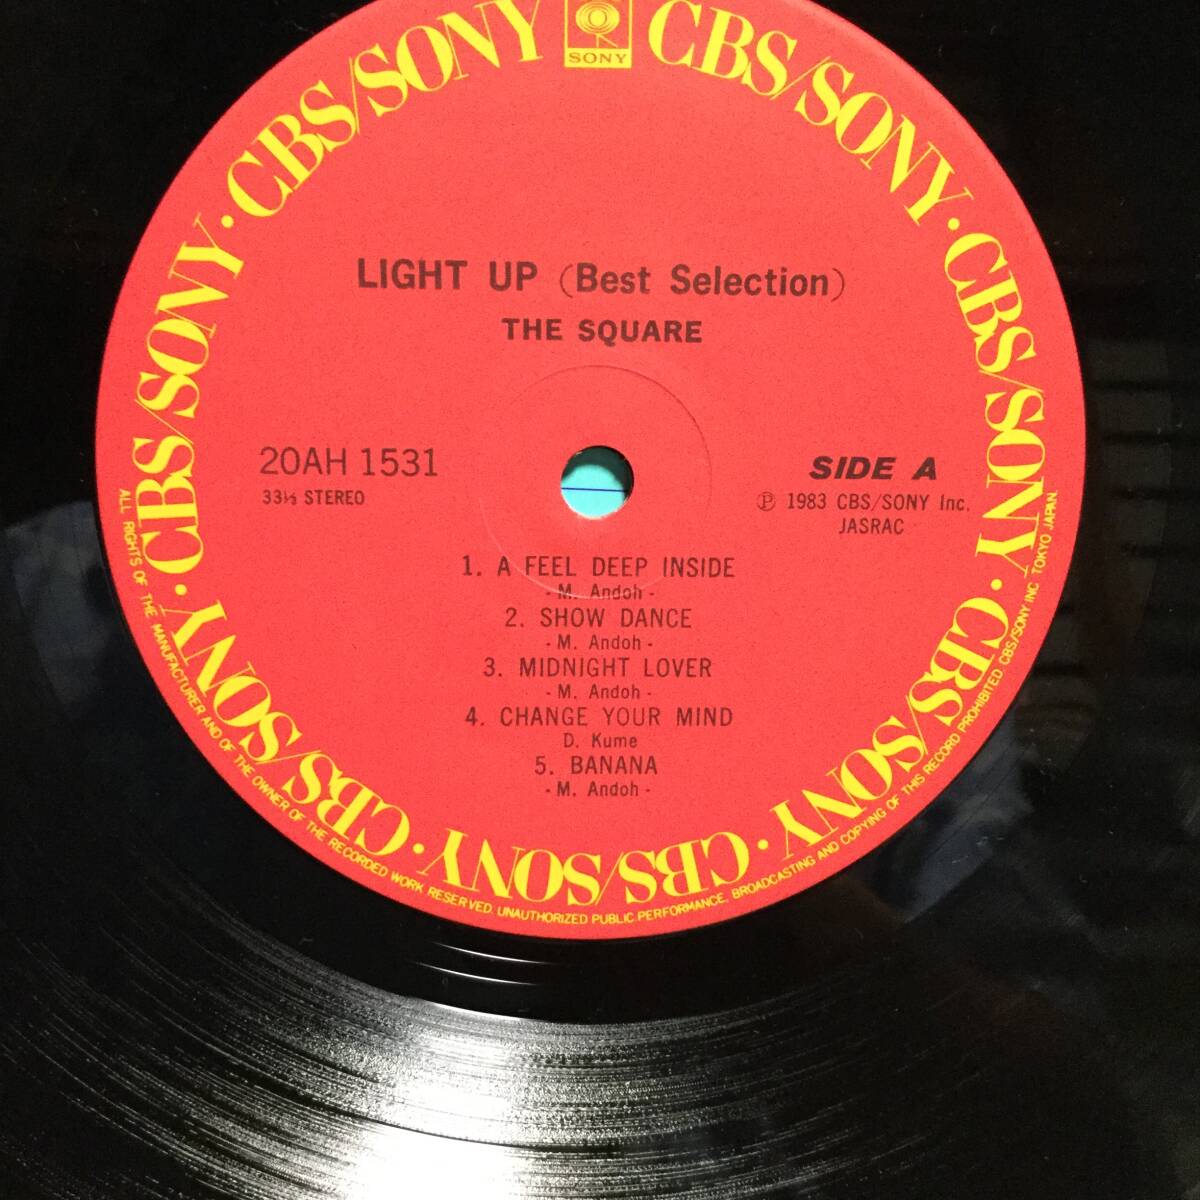 SONY
CBS/SONY · CBS/SONY · CBS/SONY · CBS/SONY · CBS/SONY · CBS/SONY · CBS/SONY · CBS/SONY
LIGHT UP (Best Selection)
THE SQUARE
20AH 1531
33⅓ STEREO
SIDE A
Ⓟ 1983 CBS/SONY Inc.
JASRAC
1. A FEEL DEEP INSIDE
- M. Andoh -
2. SHOW DANCE
- M. Andoh -
3. MIDNIGHT LOVER
- M. Andoh -
4. CHANGE YOUR MIND
D. Kume
5. BANANA
- M. Andoh -
ALL RIGHTS OF THE MANUFACTURER AND OF THE OWNER OF THE RECORDED WORK RESERVED. UNAUTHORIZED PUBLIC PERFORMANCE, BROADCASTING AND COPYING OF THIS RECORD PROHIBITED CBS/SONY INC. TOKYO JAPAN.